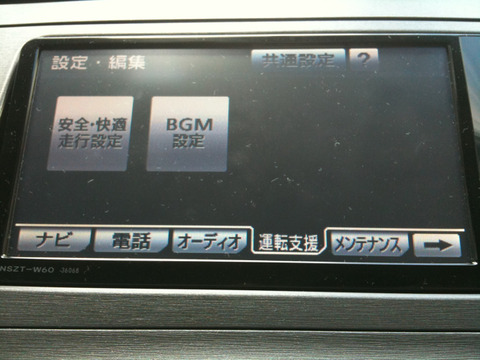 設定・編集
共通設定
?
安全・快適
走行設定
BGM
設定
ナビ
電話
オーディオ
運転支援
メンテナンス
→
NSZT-W60 J606B